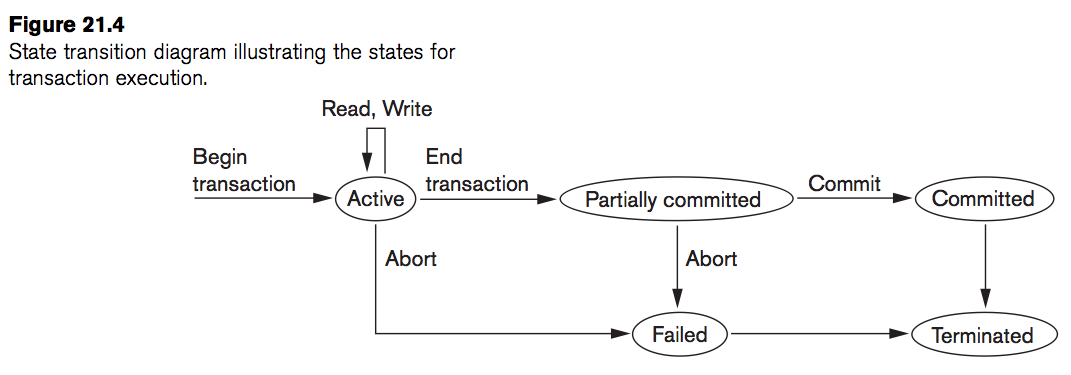 Figure 21.4
State transition diagram illustrating the states for
transaction execution.
Read, Write
Begin
transaction
Active
End
transaction
Partially committed
Commit
Committed
Abort
Abort
Failed
Terminated